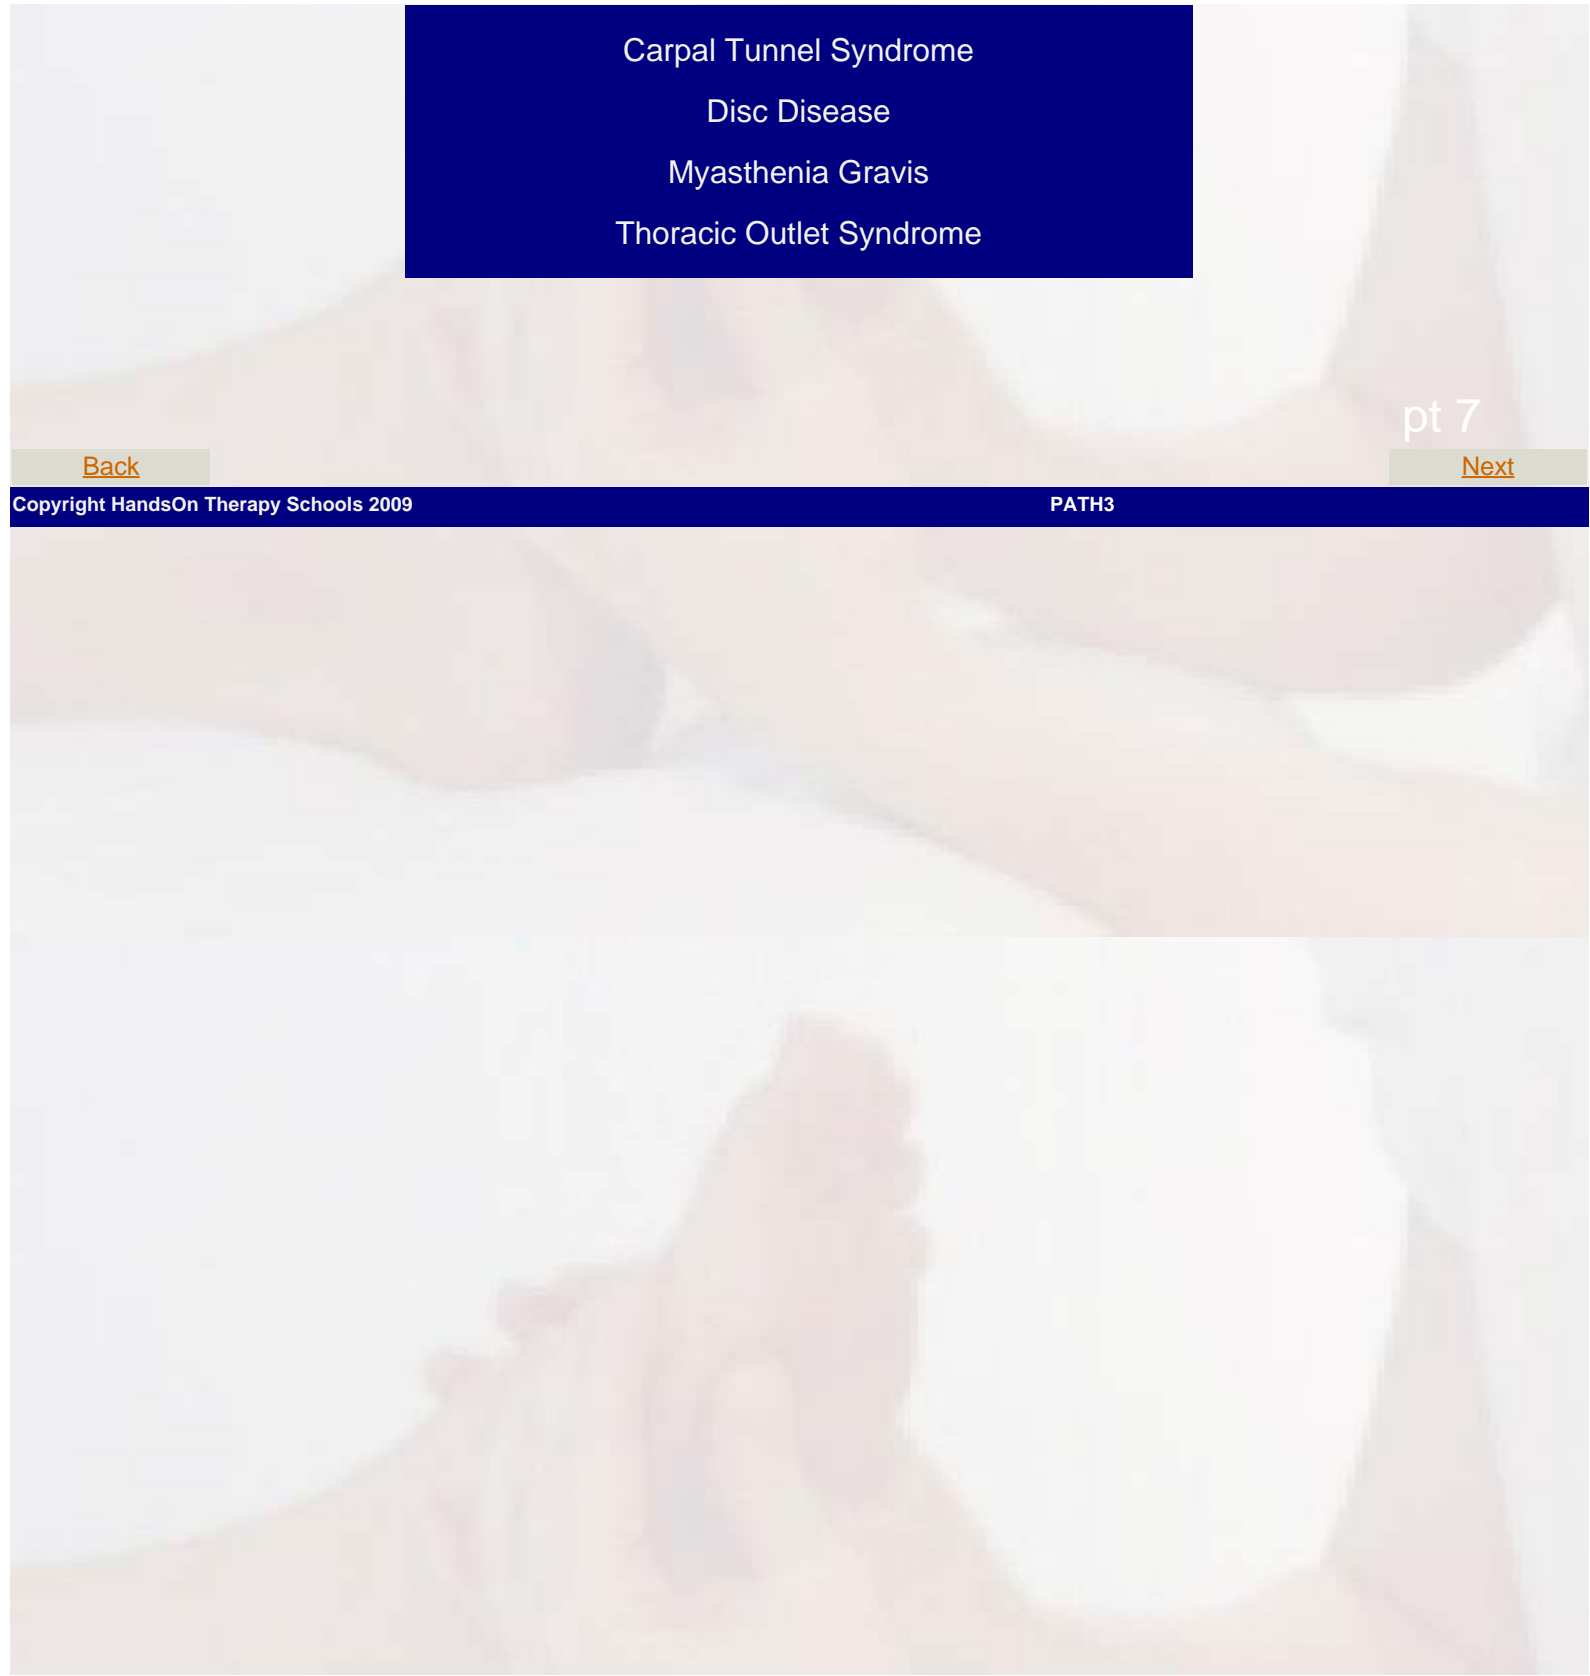 Carpal Tunnel Syndrome
Disc Disease
Myasthenia Gravis
Thoracic Outlet Syndrome
pt 7
Back
Next
Copyright HandsOn Therapy Schools 2009
PATH3